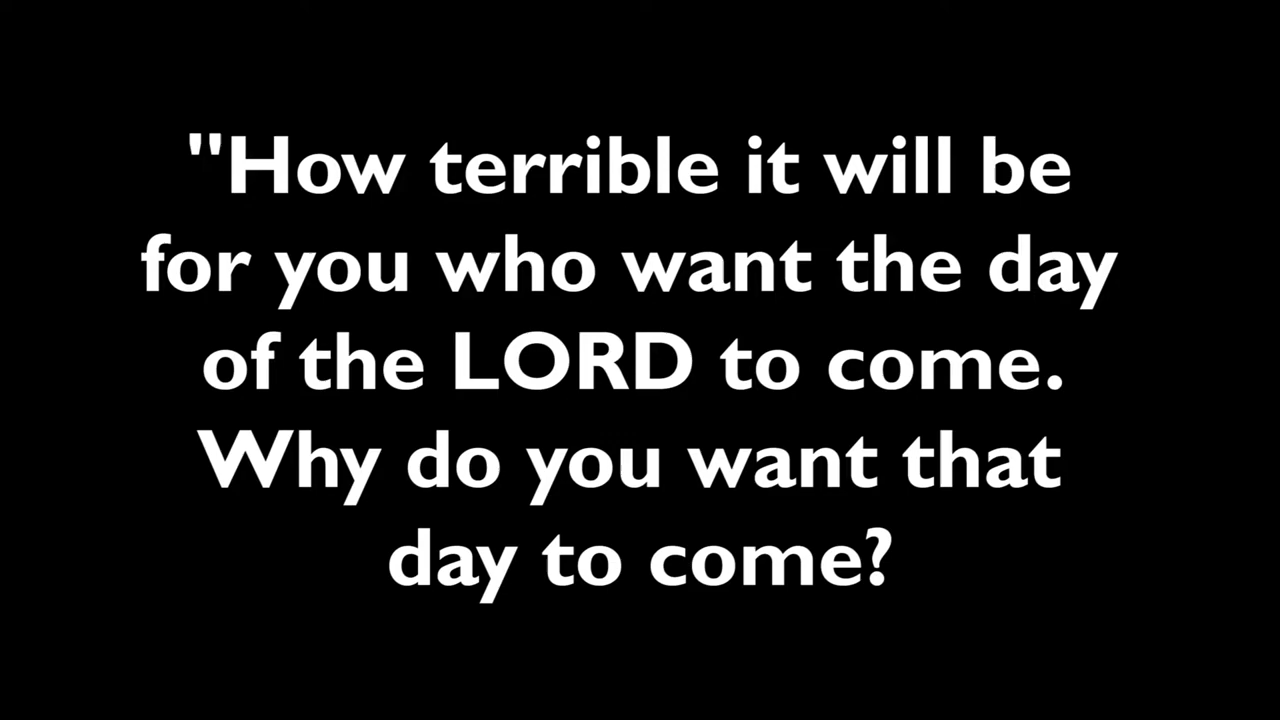 "How terrible it will be
for you who want the day
of the LORD to come.
Why do you want that
day to come?